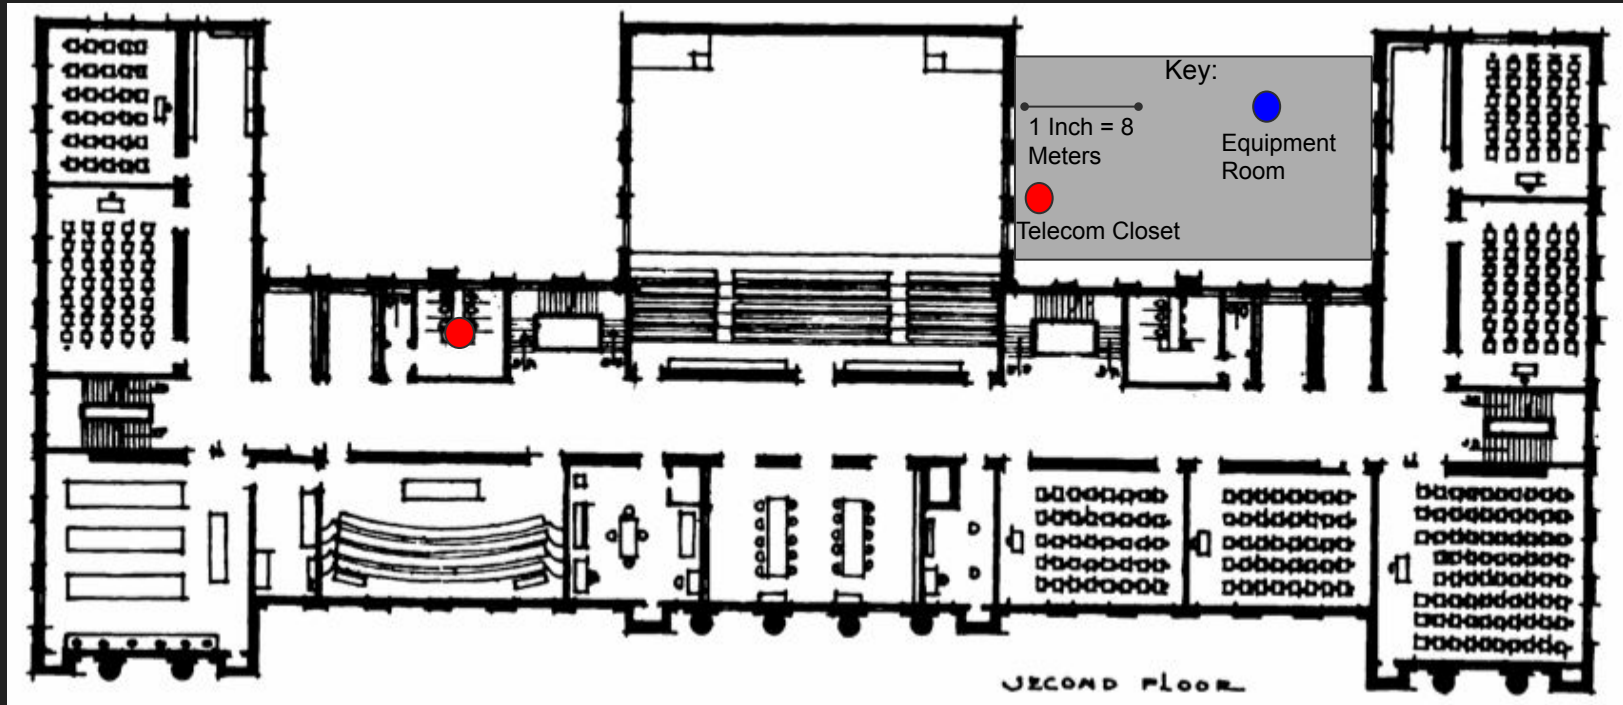 Key:
1 Inch = 8
Meters
Equipment
Room
Telecom Closet
SECOND FLOOR